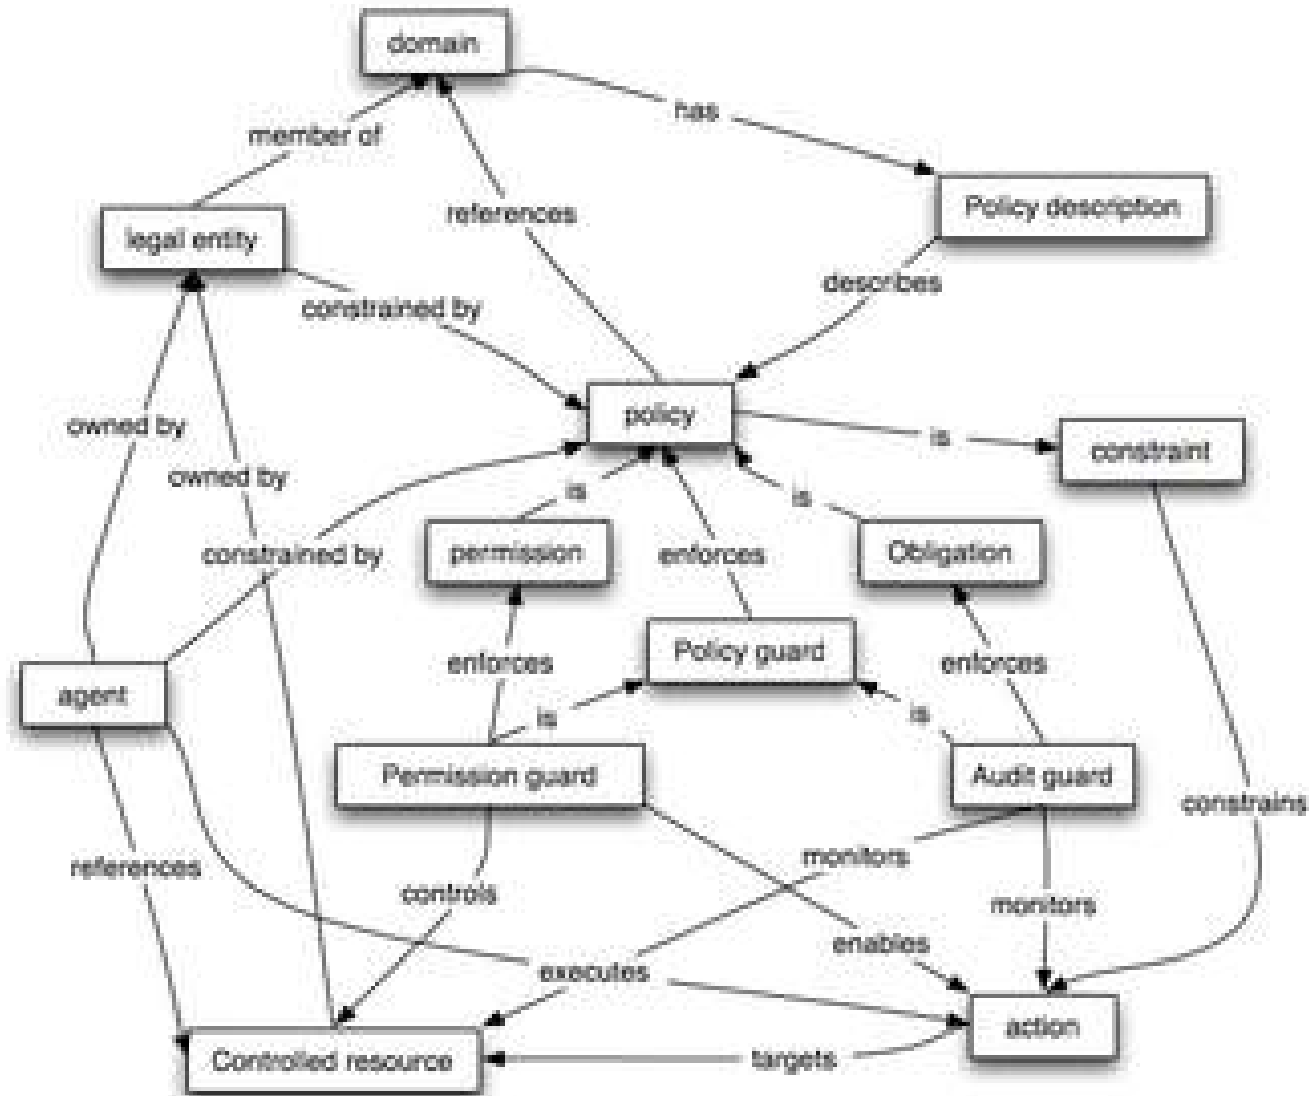 domain
has
member of
Policy description
references
legal entity
describes
constrained by
policy
owned by
is
constraint
owned by
is
is
constrained by
permission
enforces
Obligation
Policy guard
enforces
enforces
agent
is
is
Permission guard
Audit guard
constrains
monitors
references
controls
monitors
enables
executes
action
Controlled resource
targets